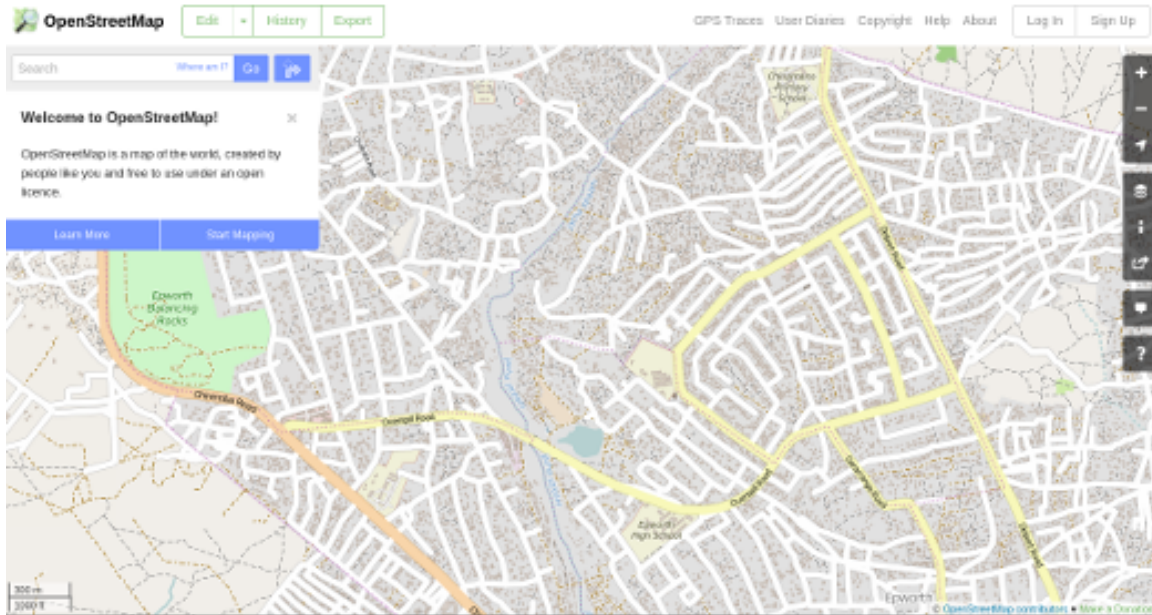 OpenStreetMap
Edit
History
Export
GPS Traces
User Diaries
Copyright
Help
About
Log In
Sign Up
Search
Where am I?
Go
Welcome to OpenStreetMap!
×
OpenStreetMap is a map of the world, created by
people like you and free to use under an open
licence.
Learn More
Start Mapping
Epworth
Balancing
Rocks
Chiremba Road
Epworth
High School
Epworth
300 m
1000 ft
© OpenStreetMap contributors
Make a Donation